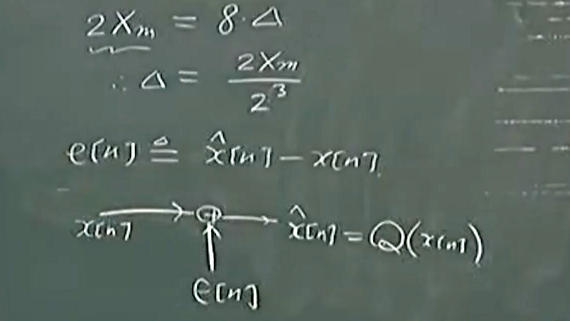 2Xm = 8·Δ
∴ Δ = 2Xm / 2³
e[n] ≜ x̂[n] – x[n]
x[n] → ⊕ → x̂[n] = Q(x[n])
e[n]